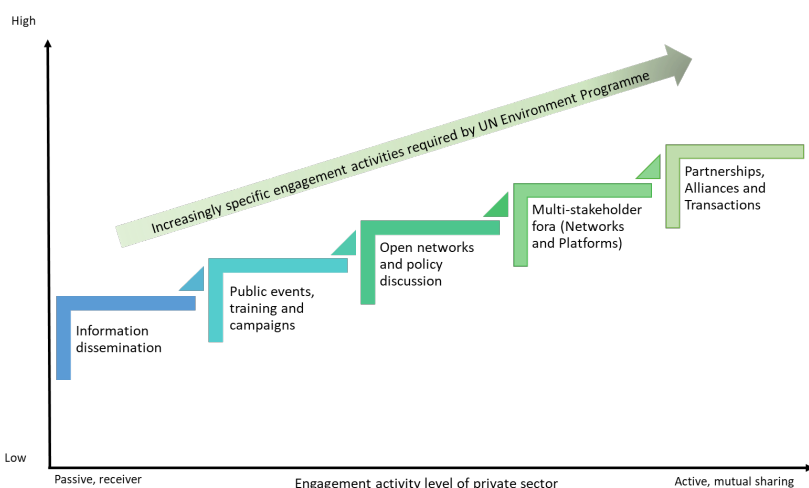 High
Increasingly specific engagement activities required by UN Environment Programme
Partnerships,
Alliances and
Transactions
Multi-stakeholder
fora (Networks
and Platforms)
Open networks
and policy
discussion
Public events,
training and
campaigns
Information
dissemination
Low
Passive, receiver
Engagement activity level of private sector
Active, mutual sharing